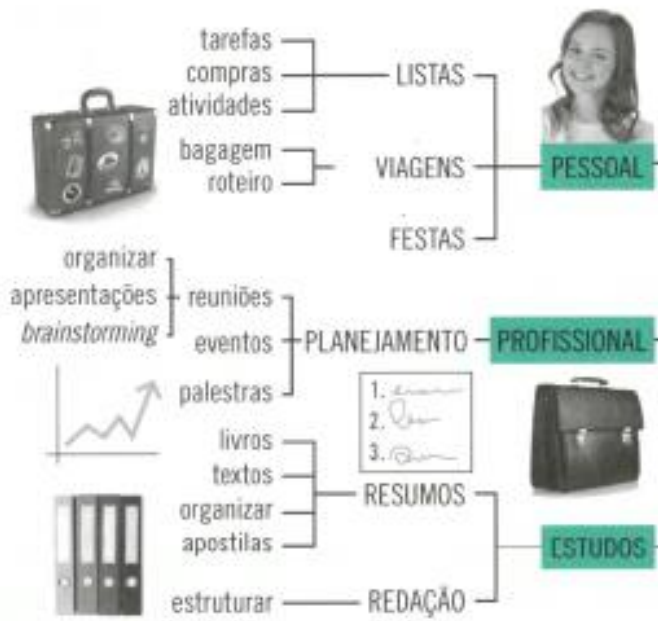 tarefas
compras
atividades
LISTAS
bagagem
roteiro
VIAGENS
PESSOAL
FESTAS
organizar
apresentações
brainstorming
reuniões
eventos
palestras
PLANEJAMENTO
PROFISSIONAL
1.
2.
3.
livros
textos
organizar
apostilas
RESUMOS
ESTUDOS
estruturar
REDAÇÃO